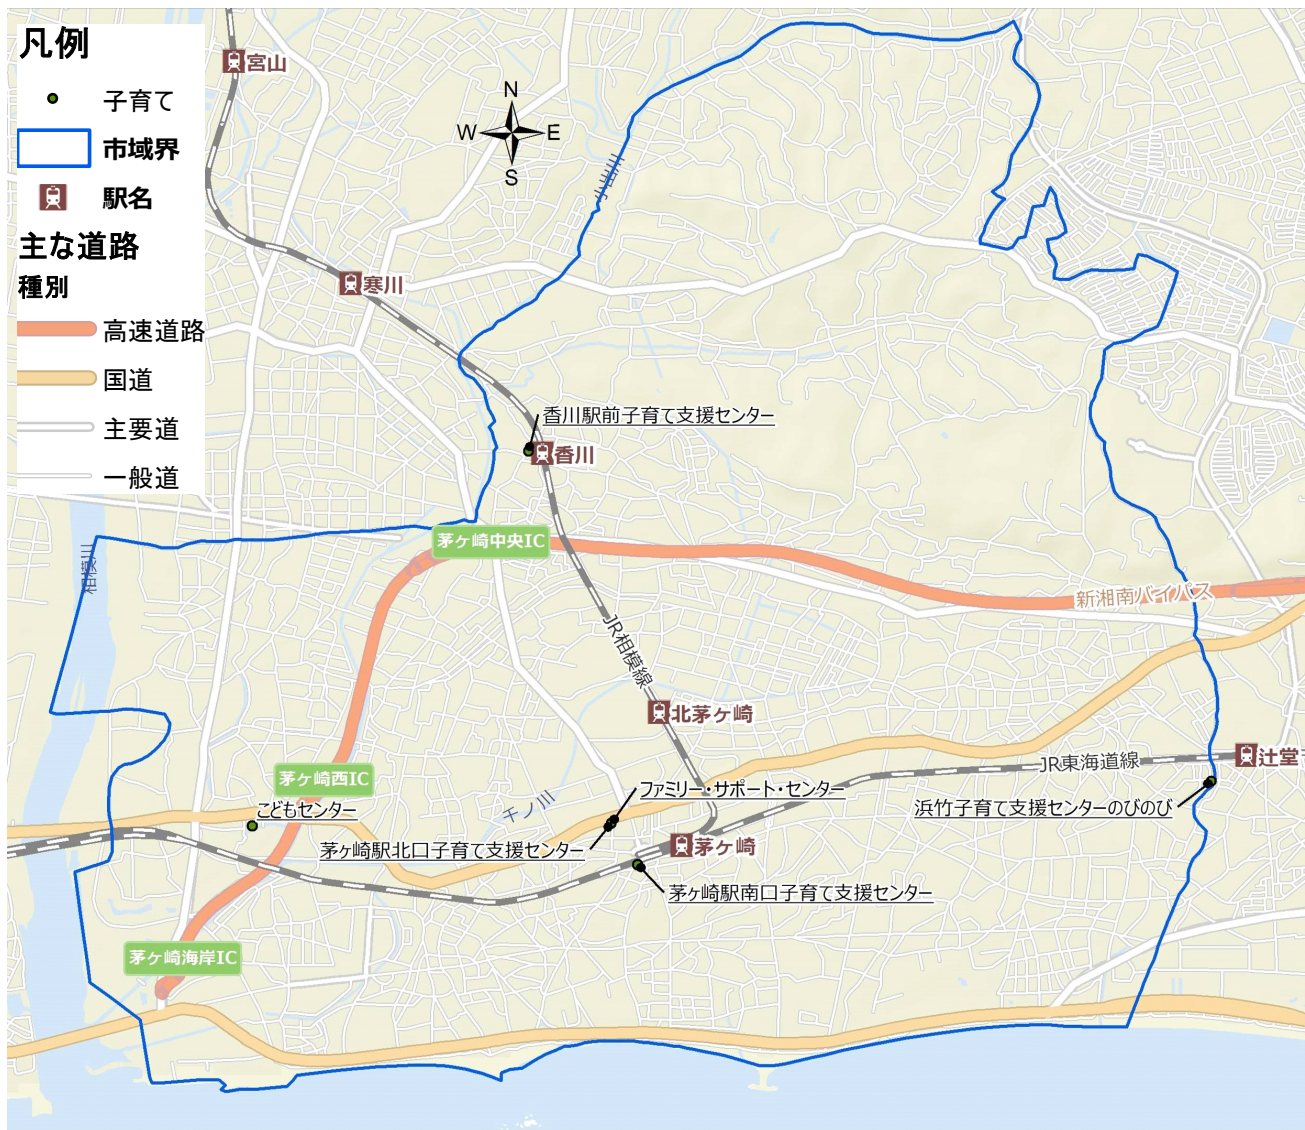 凡例
子育て
市域界
駅名
主な道路
種別
高速道路
国道
主要道
一般道
宮山
N
W
E
S
小出川
寒川
香川駅前子育て支援センター
香川
茅ヶ崎中央IC
相模川
新湘南バイパス
JR相模線
北茅ヶ崎
JR東海道線
辻堂
茅ヶ崎西IC
こどもセンター
千ノ川
ファミリー・サポート・センター
浜竹子育て支援センターのびのび
茅ヶ崎駅北口子育て支援センター
茅ヶ崎
茅ヶ崎駅南口子育て支援センター
茅ヶ崎海岸IC